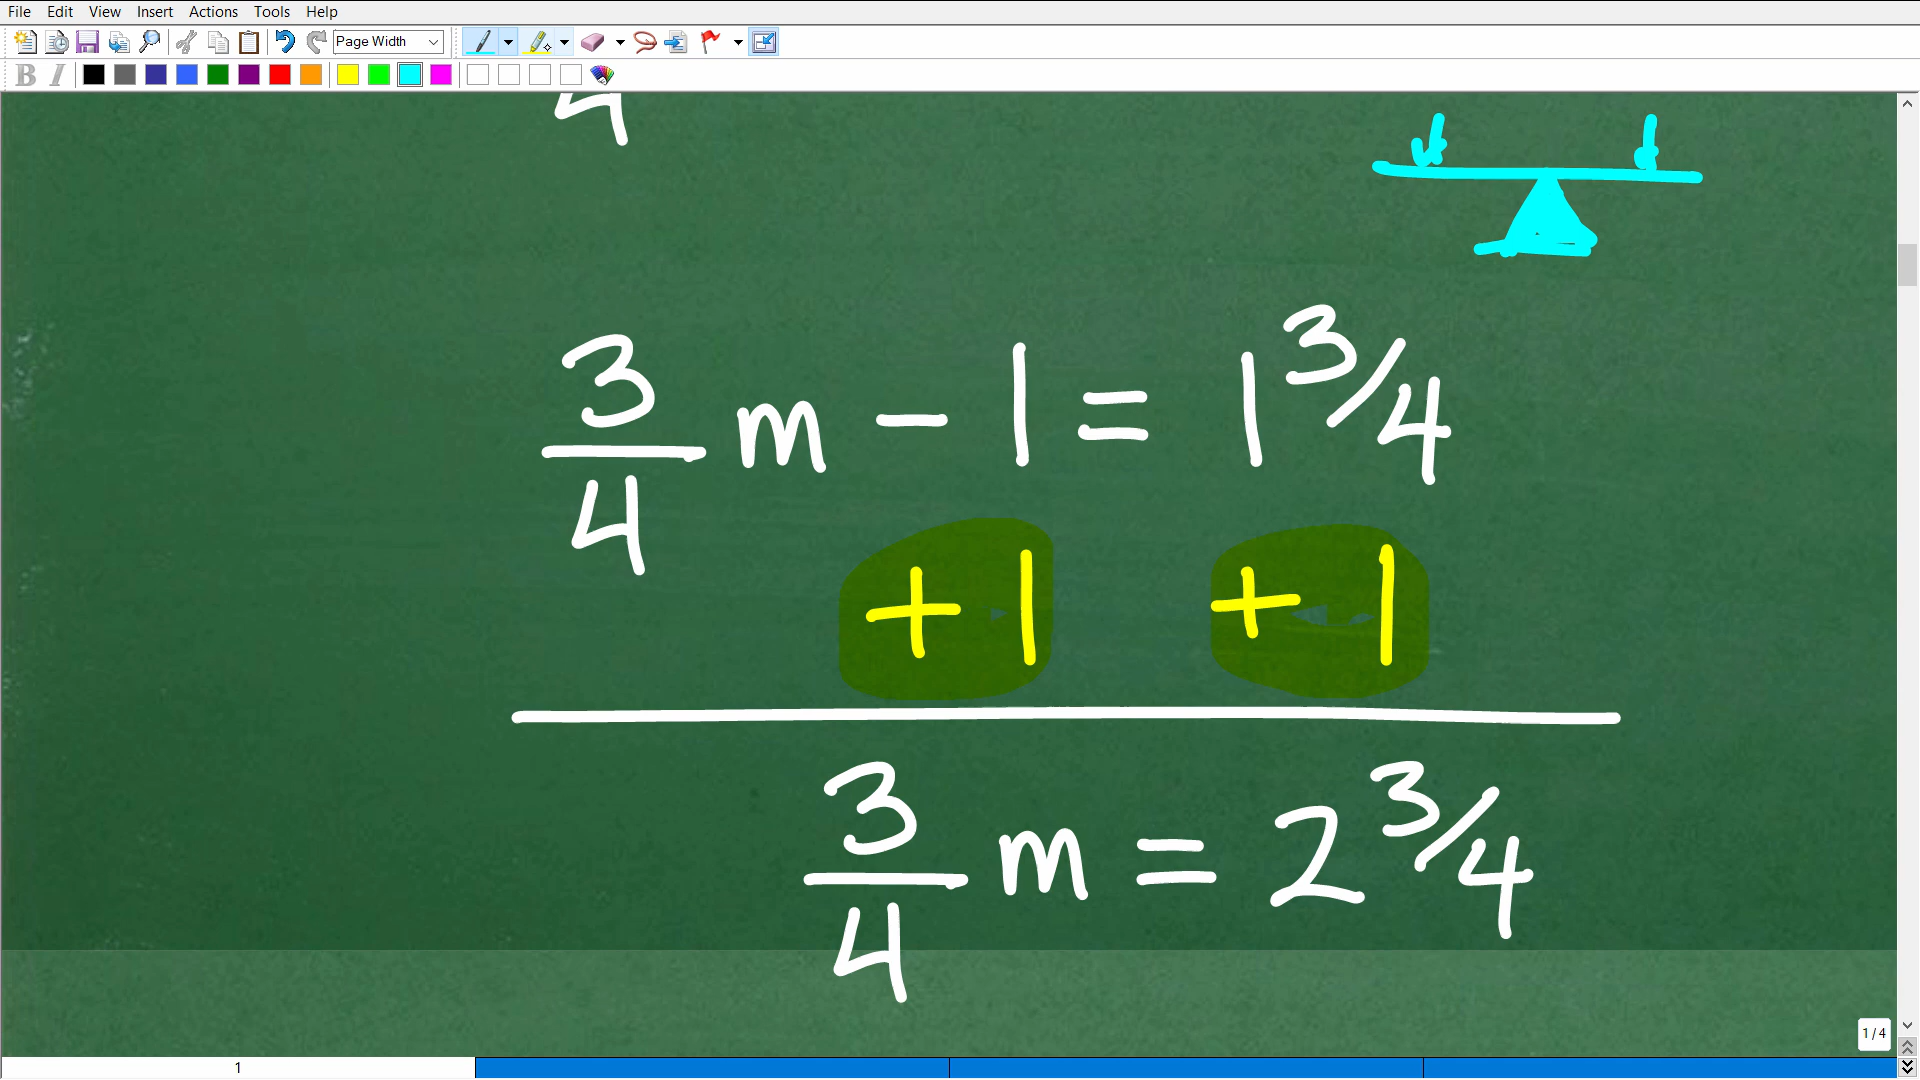 File Edit View Insert Actions Tools Help
Page Width
B I
4
3/4 m - 1 = 1 3/4
+ 1 + 1
3/4 m = 2 3/4
1 / 4
1